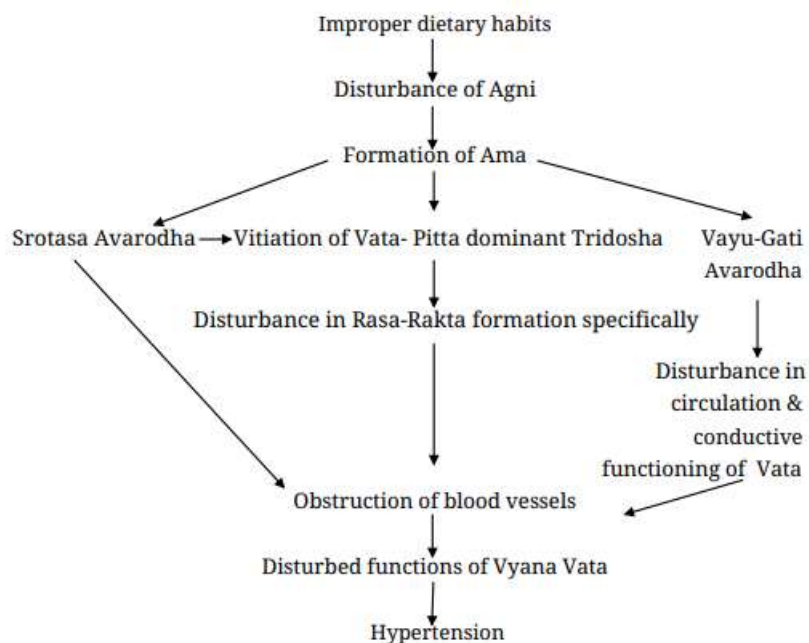 Improper dietary habits
Disturbance of Agni
Formation of Ama
Srotasa Avarodha
Vitiation of Vata- Pitta dominant Tridosha
Vayu-Gati
Avarodha
Disturbance in Rasa-Rakta formation specifically
Disturbance in
circulation &
conductive
functioning of Vata
Obstruction of blood vessels
Disturbed functions of Vyana Vata
Hypertension